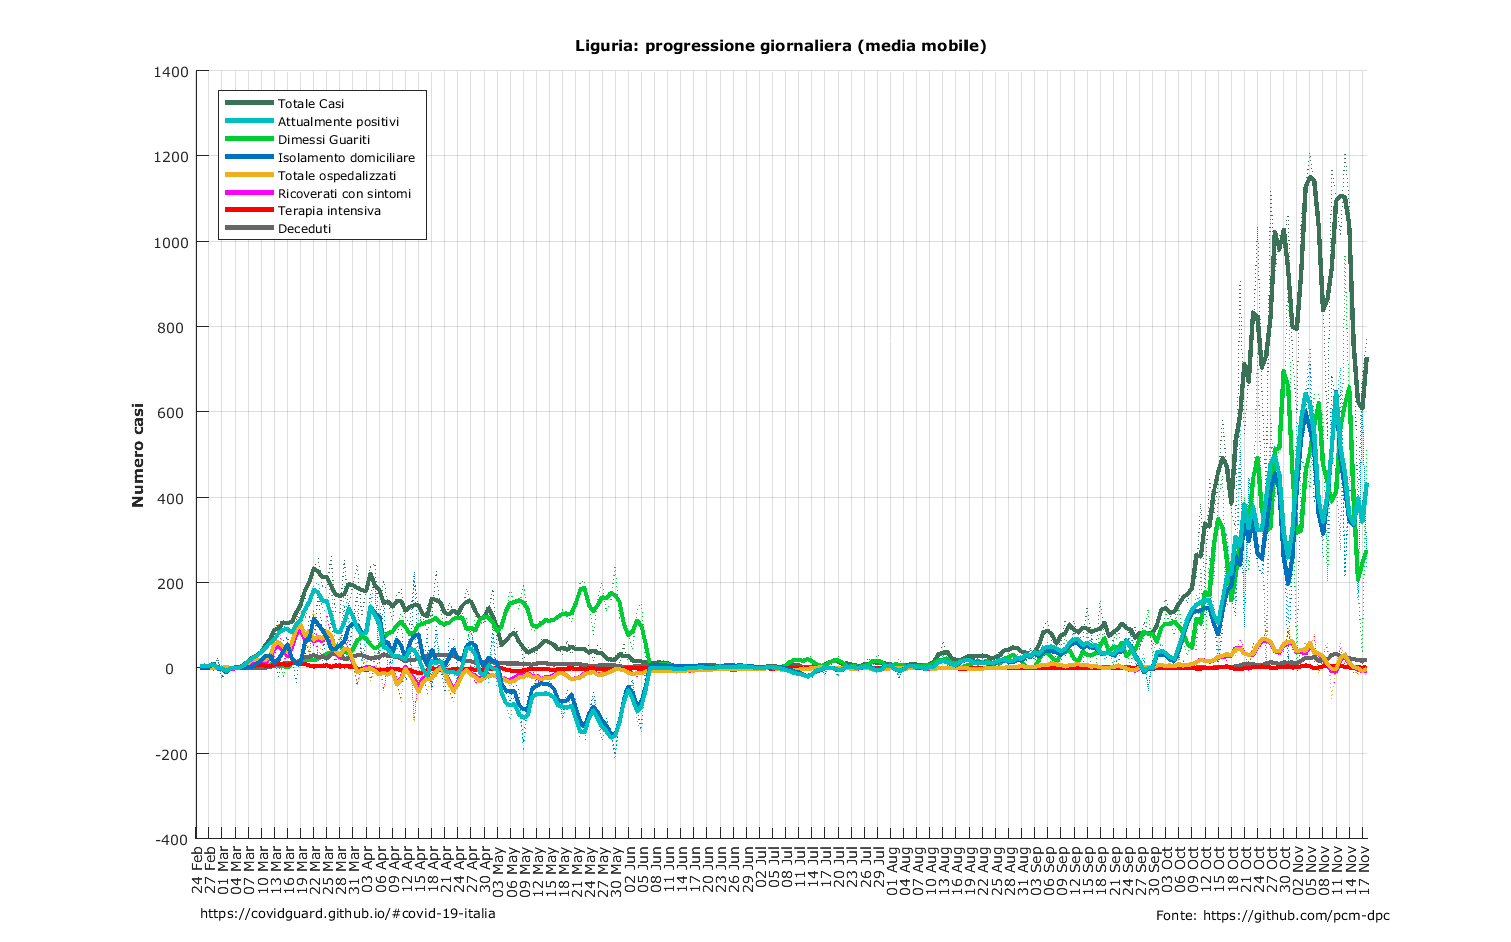 Liguria: progressione giornaliera (media mobile)
1400
1200
1000
800
600
400
200
0
-200
-400
Numero casi
Totale Casi
Attualmente positivi
Dimessi Guariti
Isolamento domiciliare
Totale ospedalizzati
Ricoverati con sintomi
Terapia intensiva
Deceduti
24 Feb
27 Feb
01 Mar
04 Mar
07 Mar
10 Mar
13 Mar
16 Mar
19 Mar
22 Mar
25 Mar
28 Mar
31 Mar
03 Apr
06 Apr
09 Apr
12 Apr
15 Apr
18 Apr
21 Apr
24 Apr
27 Apr
30 Apr
03 May
06 May
09 May
12 May
15 May
18 May
21 May
24 May
27 May
30 May
02 Jun
05 Jun
08 Jun
11 Jun
14 Jun
17 Jun
20 Jun
23 Jun
26 Jun
29 Jun
02 Jul
05 Jul
08 Jul
11 Jul
14 Jul
17 Jul
20 Jul
23 Jul
26 Jul
29 Jul
01 Aug
04 Aug
07 Aug
10 Aug
13 Aug
16 Aug
19 Aug
22 Aug
25 Aug
28 Aug
31 Aug
03 Sep
06 Sep
09 Sep
12 Sep
15 Sep
18 Sep
21 Sep
24 Sep
27 Sep
30 Sep
03 Oct
06 Oct
09 Oct
12 Oct
15 Oct
18 Oct
21 Oct
24 Oct
27 Oct
30 Oct
02 Nov
05 Nov
08 Nov
11 Nov
14 Nov
17 Nov
https://covidguard.github.io/#covid-19-italia
Fonte: https://github.com/pcm-dpc